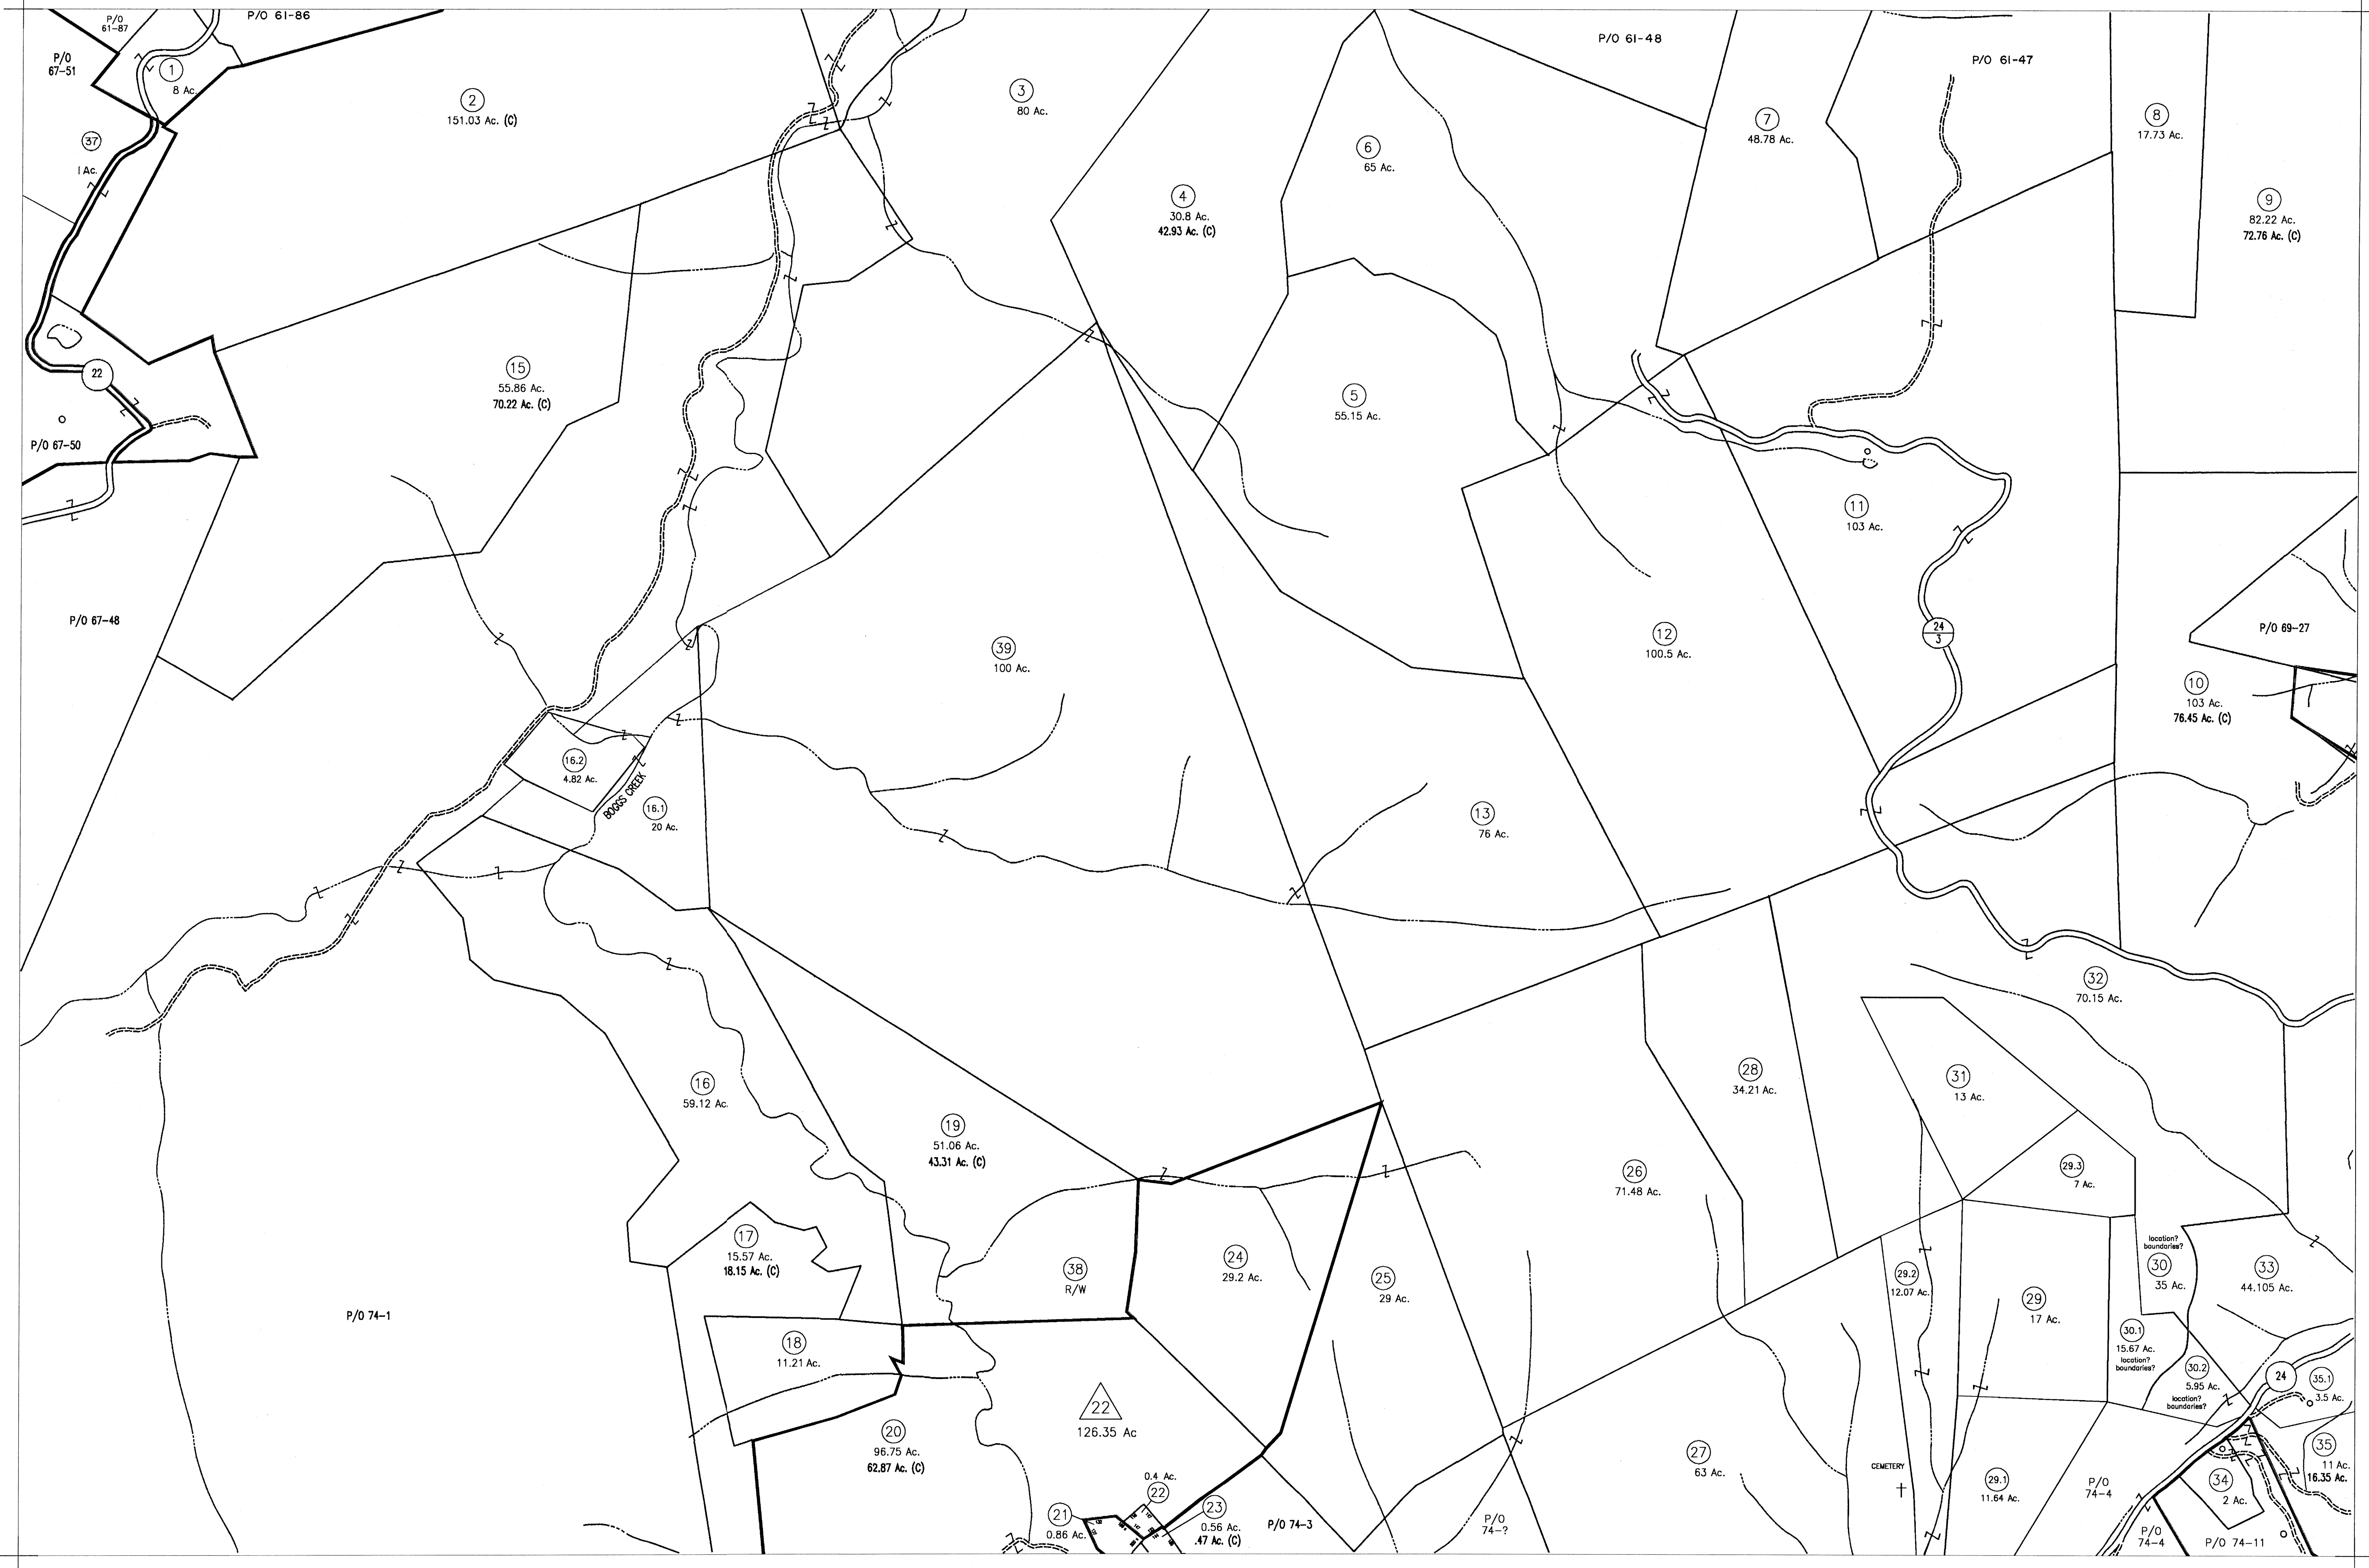 P/O
61-87
P/O 61-86
P/O
67-51
1
8 Ac.
2
151.03 Ac. (C)
3
80 Ac.
P/O 61-48
P/O 61-47
37
1 Ac.
4
30.8 Ac.
42.93 Ac. (C)
6
65 Ac.
7
48.78 Ac.
8
17.73 Ac.
9
82.22 Ac.
72.76 Ac. (C)
22
P/O 67-50
15
55.86 Ac.
70.22 Ac. (C)
5
55.15 Ac.
11
103 Ac.
P/O 67-48
39
100 Ac.
12
100.5 Ac.
24
3
P/O 69-27
10
103 Ac.
76.45 Ac. (C)
16.2
4.82 Ac.
BOGGS CREEK
16.1
20 Ac.
13
76 Ac.
32
70.15 Ac.
16
59.12 Ac.
19
51.06 Ac.
43.31 Ac. (C)
28
34.21 Ac.
31
13 Ac.
26
71.48 Ac.
29.3
7 Ac.
17
15.57 Ac.
18.15 Ac. (C)
38
R/W
24
29.2 Ac.
25
29 Ac.
29.2
12.07 Ac.
29
17 Ac.
location?
boundaries?
30
35 Ac.
33
44.105 Ac.
P/O 74-1
18
11.21 Ac.
30.1
15.67 Ac.
location?
boundaries?
30.2
5.95 Ac.
location?
boundaries?
24
35.1
3.5 Ac.
22
126.35 Ac
20
96.75 Ac.
62.87 Ac. (C)
27
63 Ac.
CEMETERY
29.1
11.64 Ac.
P/O
74-4
34
2 Ac.
35
11 Ac.
16.35 Ac.
0.4 Ac.
22
21
0.86 Ac.
23
0.56 Ac.
.47 Ac. (C)
P/O 74-3
P/O
74-?
P/O
74-4
P/O 74-11